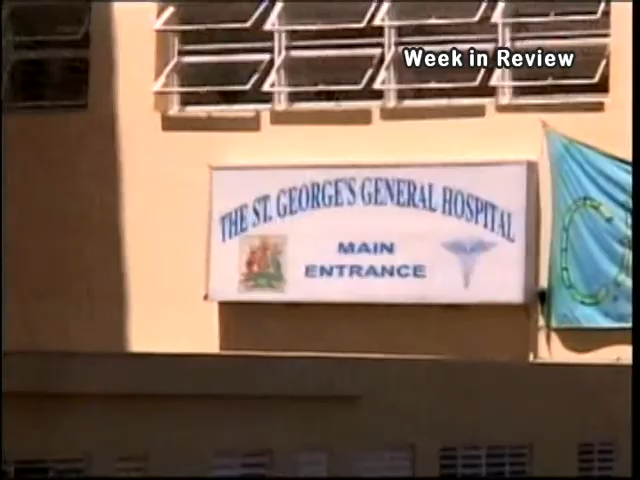 Week in Review
THE ST. GEORGE'S GENERAL HOSPITAL
MAIN
ENTRANCE